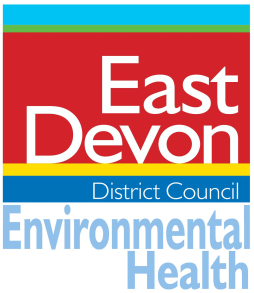 East
Devon
District Council
Environmental
Health